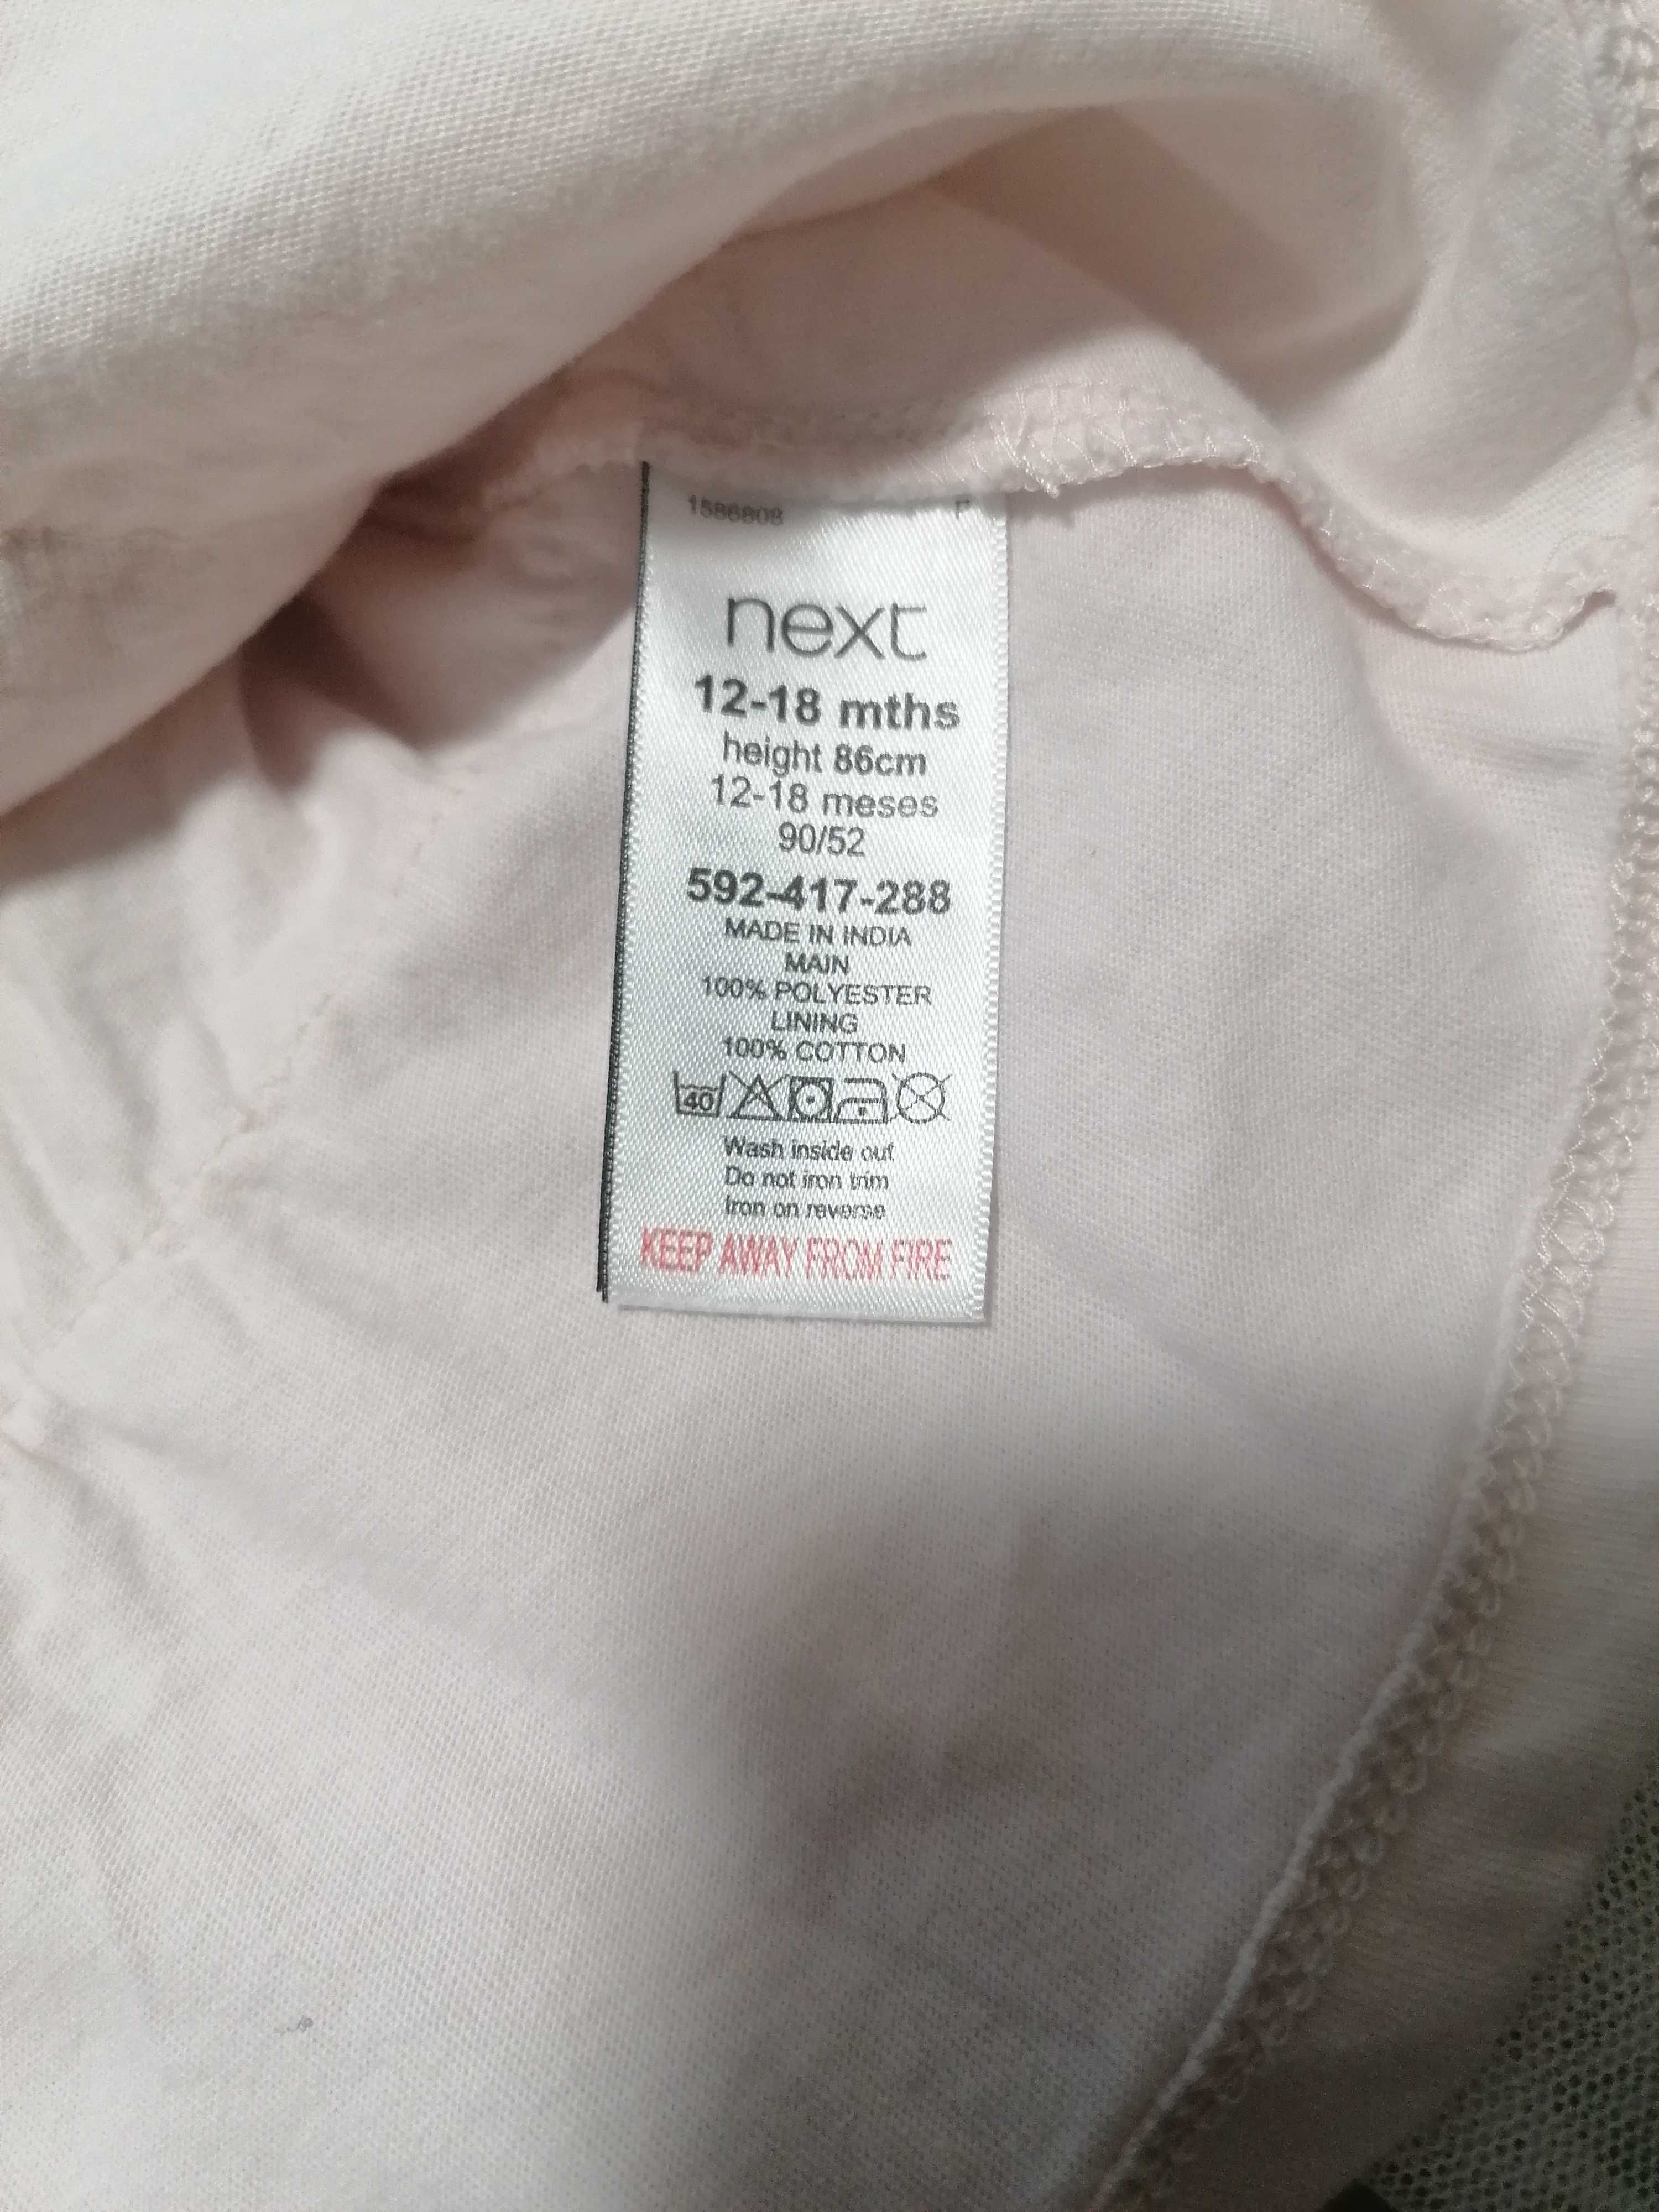 1586808 P
next
12-18 mths
height 86cm
12-18 meses
90/52
592-417-288
MADE IN INDIA
MAIN
100% POLYESTER
LINING
100% COTTON
40
Wash inside out
Do not iron trim
Iron on reverse
KEEP AWAY FROM FIRE